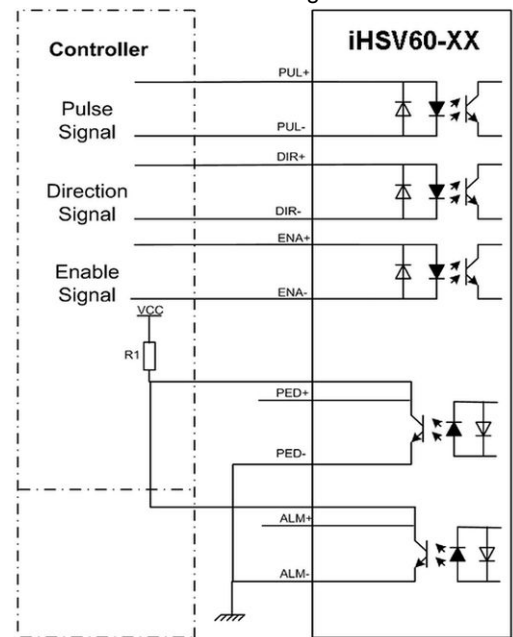 Controller
iHSV60-XX
PUL+
Pulse
Signal
PUL-
DIR+
Direction
Signal
DIR-
ENA+
Enable
Signal
ENA-
VCC
R1
PED+
PED-
ALM+
ALM-